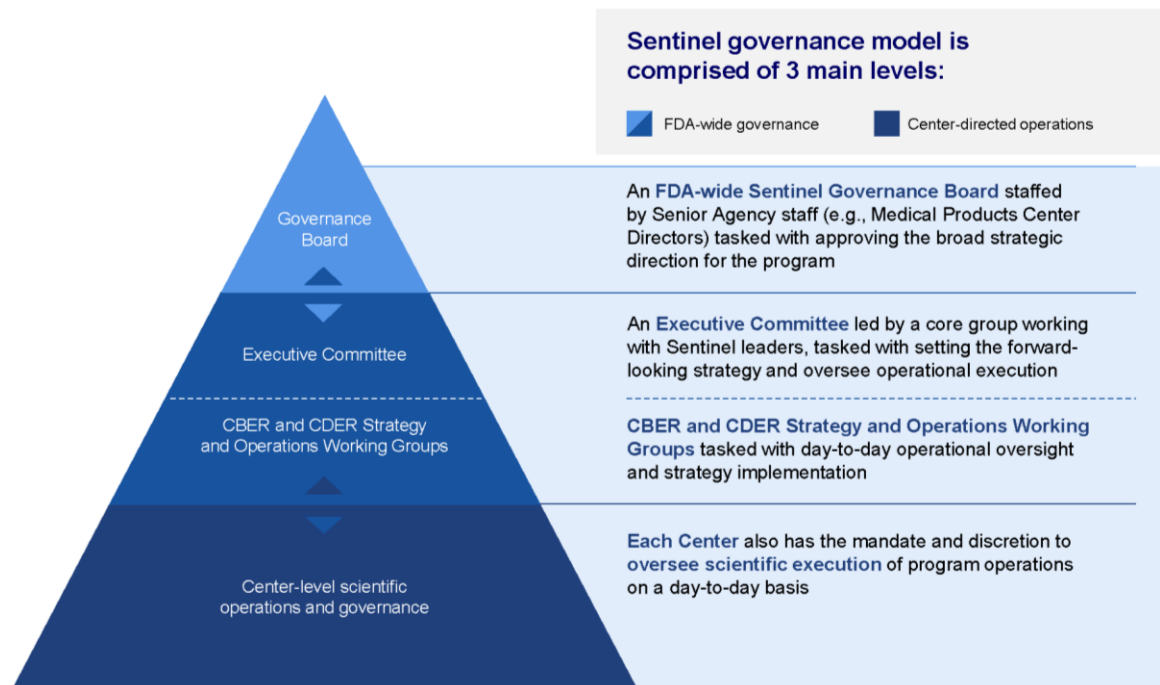 Sentinel governance model is
comprised of 3 main levels:
FDA-wide governance
Center-directed operations
Governance
Board
An FDA-wide Sentinel Governance Board staffed
by Senior Agency staff (e.g., Medical Products Center
Directors) tasked with approving the broad strategic
direction for the program
Executive Committee
An Executive Committee led by a core group working
with Sentinel leaders, tasked with setting the forward-
looking strategy and oversee operational execution
CBER and CDER Strategy
and Operations Working Groups
CBER and CDER Strategy and Operations Working
Groups tasked with day-to-day operational oversight
and strategy implementation
Center-level scientific
operations and governance
Each Center also has the mandate and discretion to
oversee scientific execution of program operations
on a day-to-day basis